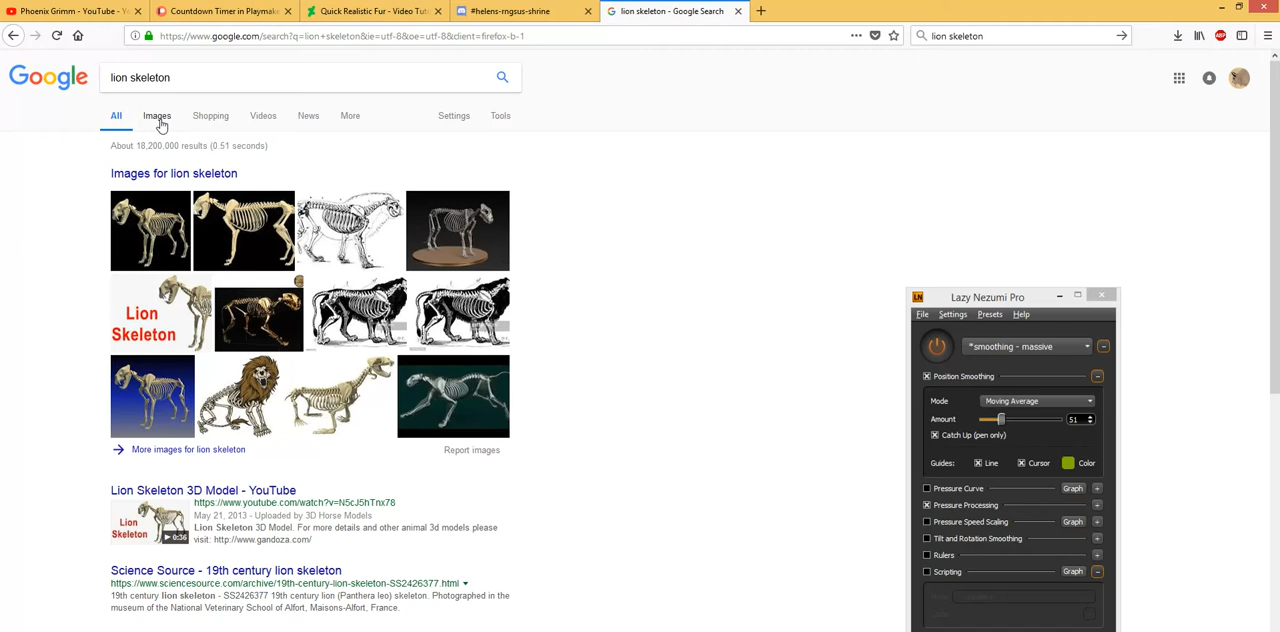 Phoenix Grimm - Yo
Countdown Timer in Playmake
Quick Realistic Fur - Video Tuto
#helens-rngsus-shrine
lion skeleton - Google Search
https://www.google.com/search?q=lion+skeleton&ie=utf-8&oe=utf-8&client=firefox-b-1
lion skeleton
Google
lion skeleton
All Images Shopping Videos News More Settings Tools
About 18,200,000 results (0.51 seconds)
Images for lion skeleton
Lion
Skeleton
More images for lion skeleton
Report images
Lion Skeleton 3D Model - YouTube
https://www.youtube.com/watch?v=N5cJ5hTnx78
May 21, 2013 - Uploaded by 3D Horse Models
Lion Skeleton 3D Model. For more details and other animal 3d models please
visit: http://www.gandoza.com/
Lion
Skeleton
0:36
Science Source - 19th century lion skeleton
https://www.sciencesource.com/archive/19th-century-lion-skeleton-SS2426377.html
19th century lion skeleton - SS2426377 19th century lion (Panthera leo) skeleton. Photographed in the
museum of the National Veterinary School of Alfort, Maisons-Alfort, France.
LN
Lazy Nezumi Pro
File Settings Presets Help
*smoothing - massive
Position Smoothing
Mode Moving Average
Amount 51
Catch Up (pen only)
Guides: Line Cursor Color
Pressure Curve Graph
Pressure Processing
Pressure Speed Scaling Graph
Tilt and Rotation Smoothing
Rulers
Scripting Graph